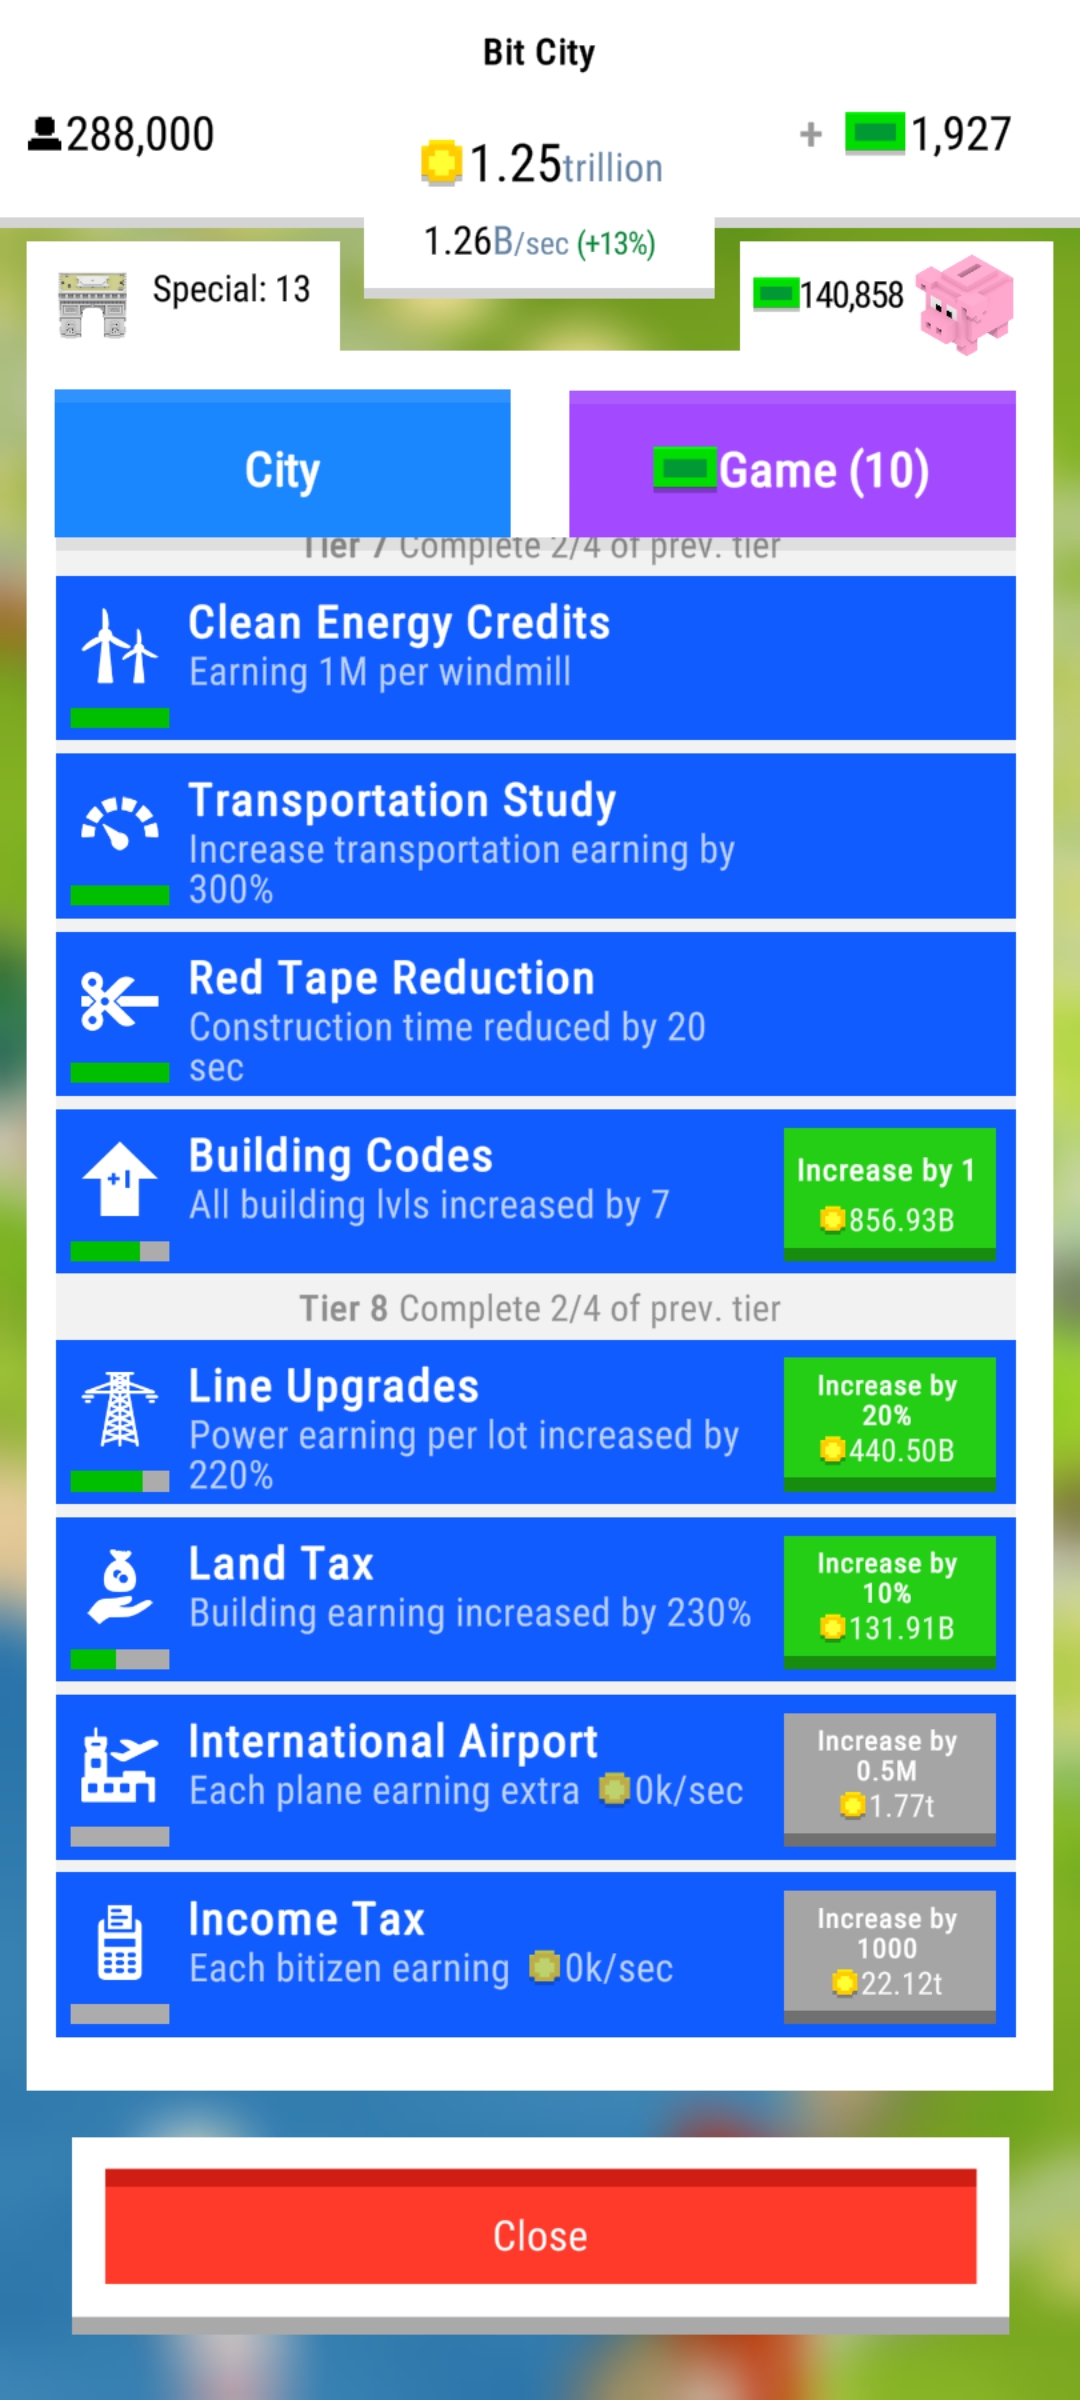 Bit City
288,000
1.25trillion
+ 1,927
1.26B/sec (+13%)
Special: 13
140,858
City
Game (10)
Tier 7 Complete 2/4 of prev. tier
Clean Energy Credits
Earning 1M per windmill
Transportation Study
Increase transportation earning by
300%
Red Tape Reduction
Construction time reduced by 20
sec
Building Codes
All building lvls increased by 7
+1
Increase by 1
856.93B
Tier 8 Complete 2/4 of prev. tier
Line Upgrades
Power earning per lot increased by
220%
Increase by
20%
440.50B
Land Tax
Building earning increased by 230%
Increase by
10%
131.91B
International Airport
Each plane earning extra 0k/sec
Increase by
0.5M
1.77t
Income Tax
Each bitizen earning 0k/sec
Increase by
1000
22.12t
Close